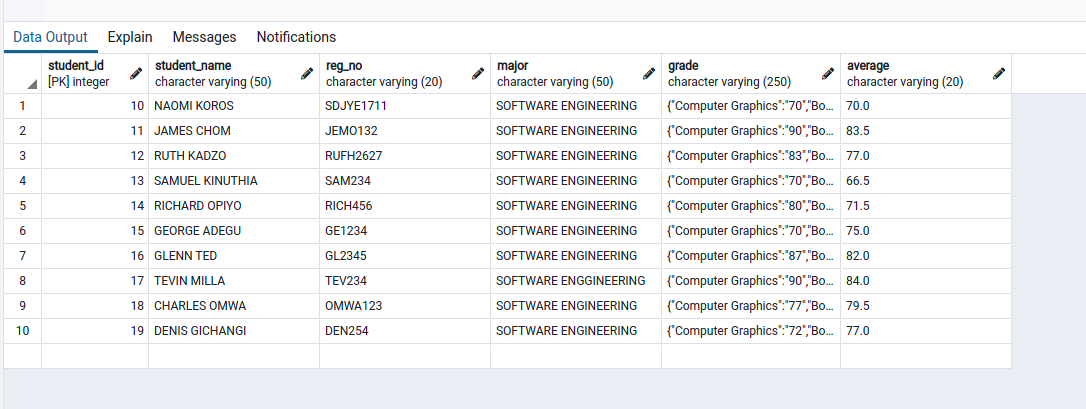 Data Output Explain Messages Notifications
student_id student_name reg_no major grade average
[PK] integer character varying (50) character varying (20) character varying (50) character varying (250) character varying (20)
1 10 NAOMI KOROS SDJYE1711 SOFTWARE ENGINEERING {"Computer Graphics":"70","Bo... 70.0
2 11 JAMES CHOM JEMO132 SOFTWARE ENGINEERING {"Computer Graphics":"90","Bo... 83.5
3 12 RUTH KADZO RUFH2627 SOFTWARE ENGINEERING {"Computer Graphics":"83","Bo... 77.0
4 13 SAMUEL KINUTHIA SAM234 SOFTWARE ENGINEERING {"Computer Graphics":"70","Bo... 66.5
5 14 RICHARD OPIYO RICH456 SOFTWARE ENGINEERING {"Computer Graphics":"80","Bo... 71.5
6 15 GEORGE ADEGU GE1234 SOFTWARE ENGINEERING {"Computer Graphics":"70","Bo... 75.0
7 16 GLENN TED GL2345 SOFTWARE ENGINEERING {"Computer Graphics":"87","Bo... 82.0
8 17 TEVIN MILLA TEV234 SOFTWARE ENGGINEERING {"Computer Graphics":"90","Bo... 84.0
9 18 CHARLES OMWA OMWA123 SOFTWARE ENGINEERING {"Computer Graphics":"77","Bo... 79.5
10 19 DENIS GICHANGI DEN254 SOFTWARE ENGINEERING {"Computer Graphics":"72","Bo... 77.0